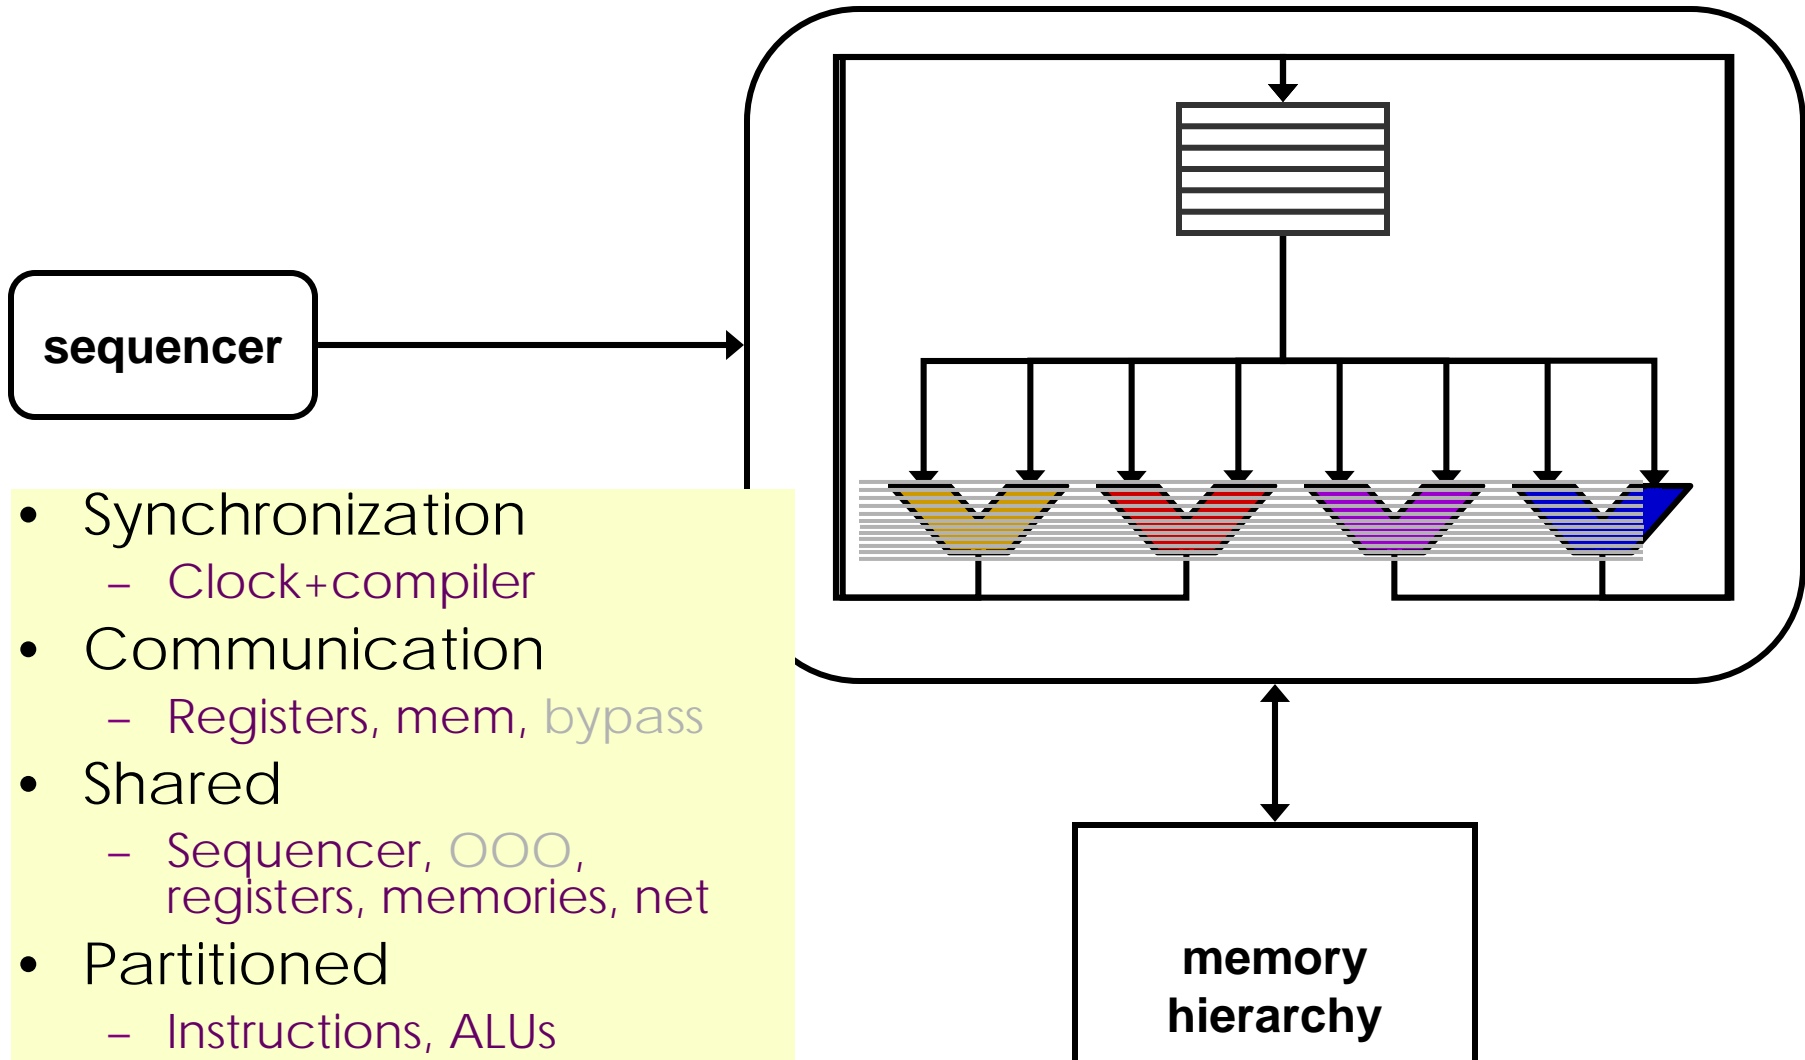 sequencer
• Synchronization
– Clock+compiler
• Communication
– Registers, mem, bypass
• Shared
– Sequencer, OOO,
registers, memories, net
• Partitioned
– Instructions, ALUs
memory
hierarchy